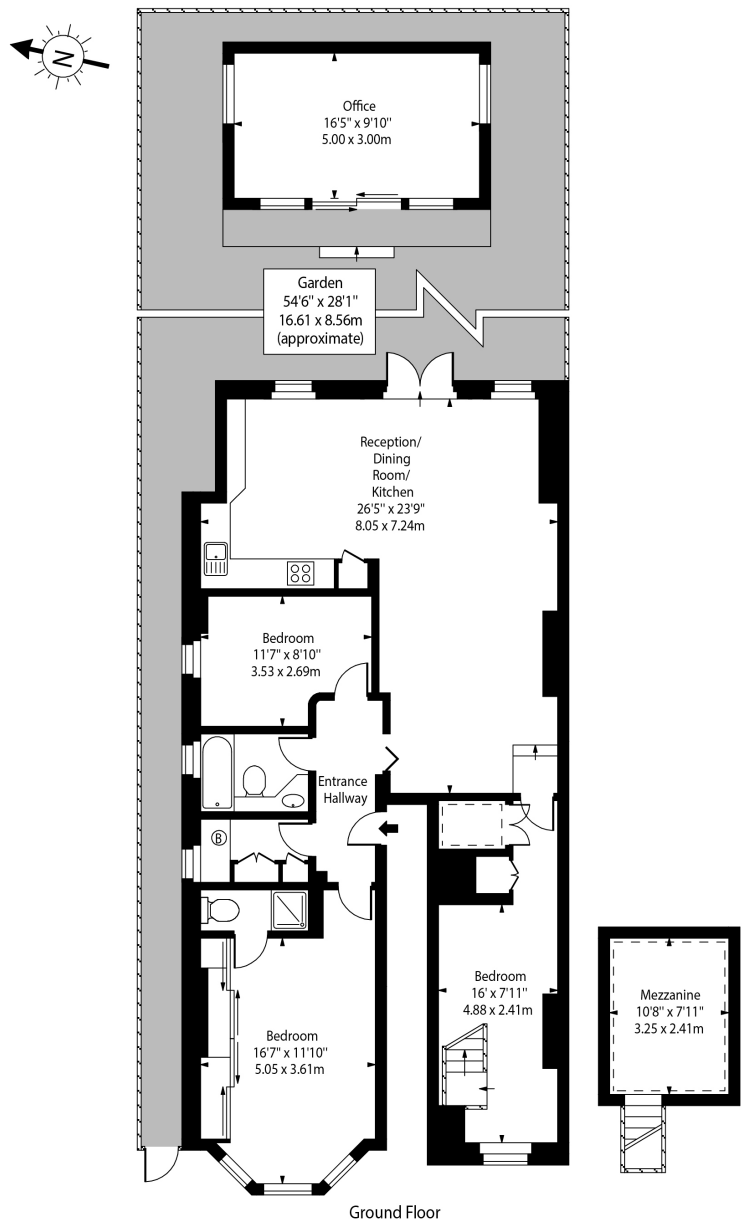 N
Office
16'5" x 9'10"
5.00 x 3.00m
Garden
54'6" x 28'1"
16.61 x 8.56m
(approximate)
Reception/
Dining
Room/
Kitchen
26'5" x 23'9"
8.05 x 7.24m
Bedroom
11'7" x 8'10"
3.53 x 2.69m
Entrance
Hallway
B
Bedroom
16' x 7'11"
4.88 x 2.41m
Mezzanine
10'8" x 7'11"
3.25 x 2.41m
Bedroom
16'7" x 11'10"
5.05 x 3.61m
Ground Floor